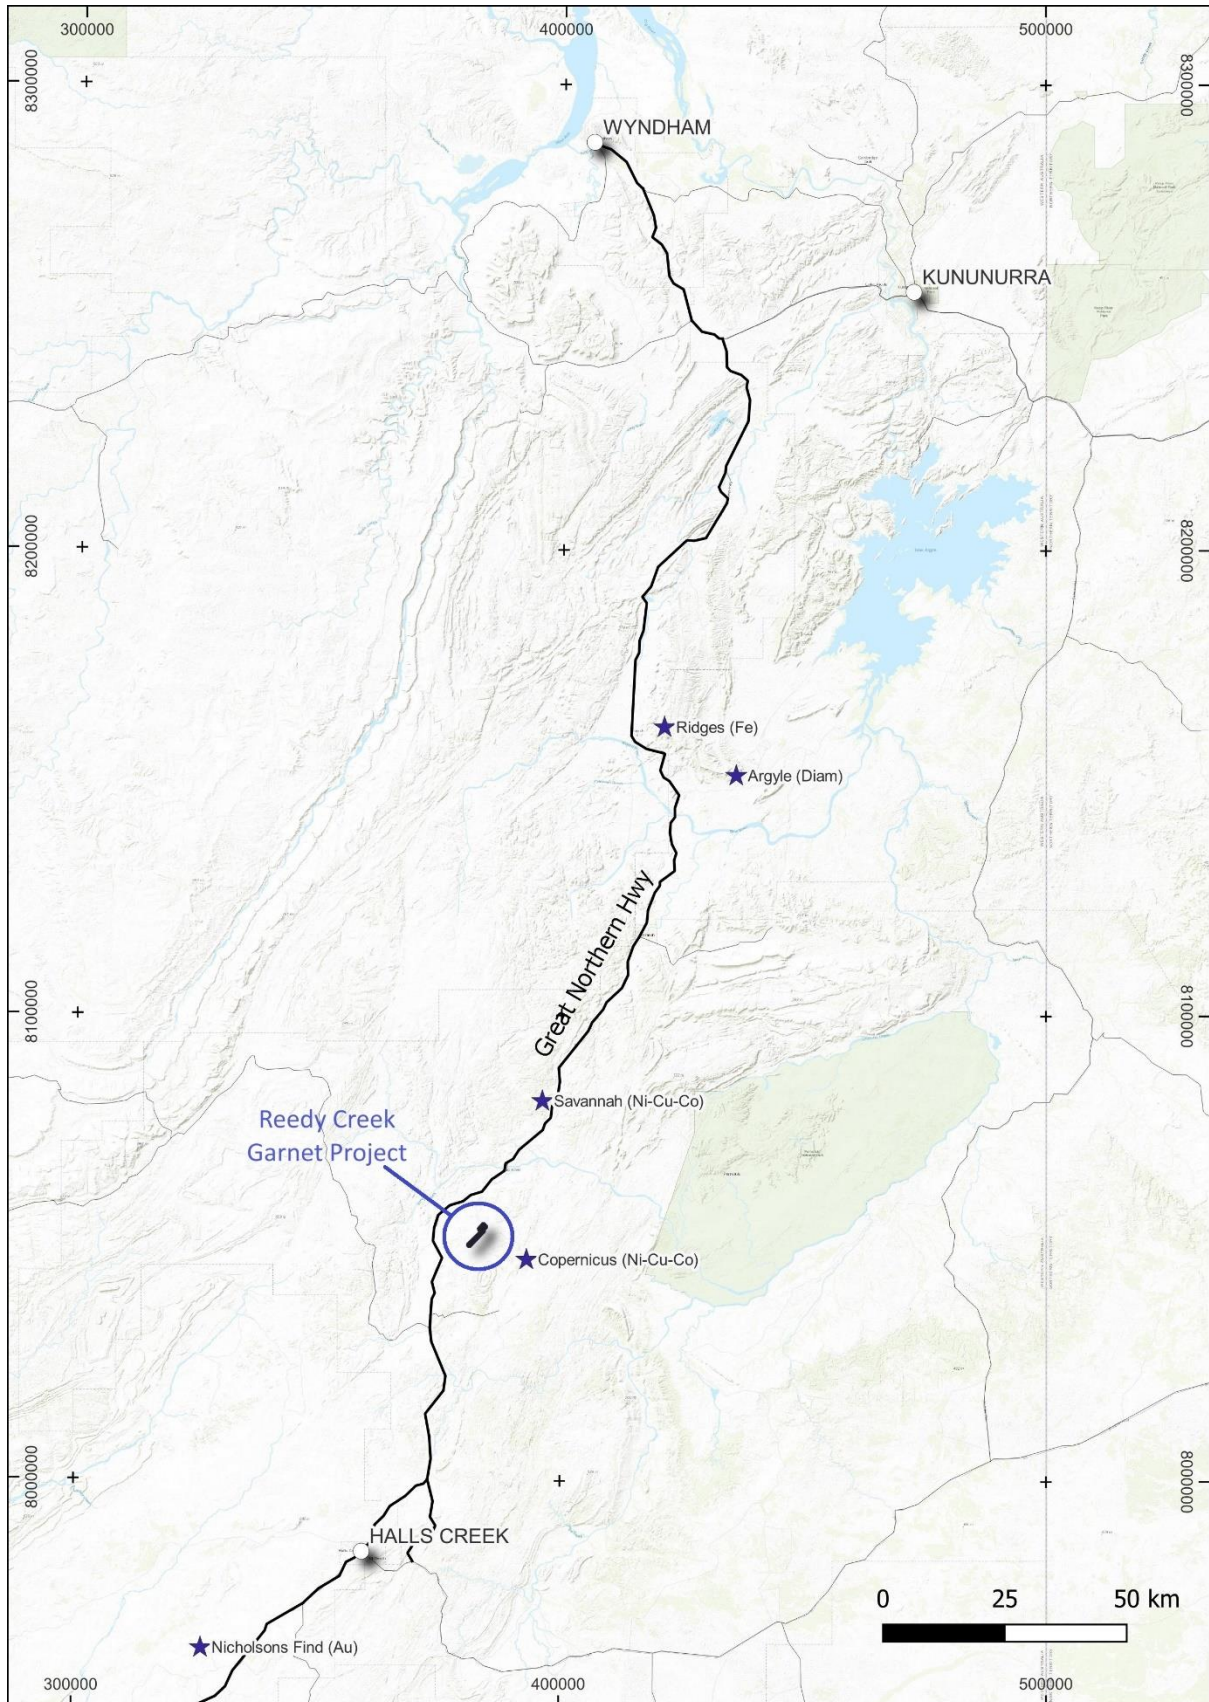 300000
400000
500000
8300000
8300000
WYNDHAM
KUNUNURRA
8200000
8200000
Ridges (Fe)
Argyle (Diam)
Great Northern Hwy
8100000
8100000
Savannah (Ni-Cu-Co)
Reedy Creek
Garnet Project
Copernicus (Ni-Cu-Co)
8000000
8000000
HALLS CREEK
0 25 50 km
Nicholsons Find (Au)
300000
400000
500000